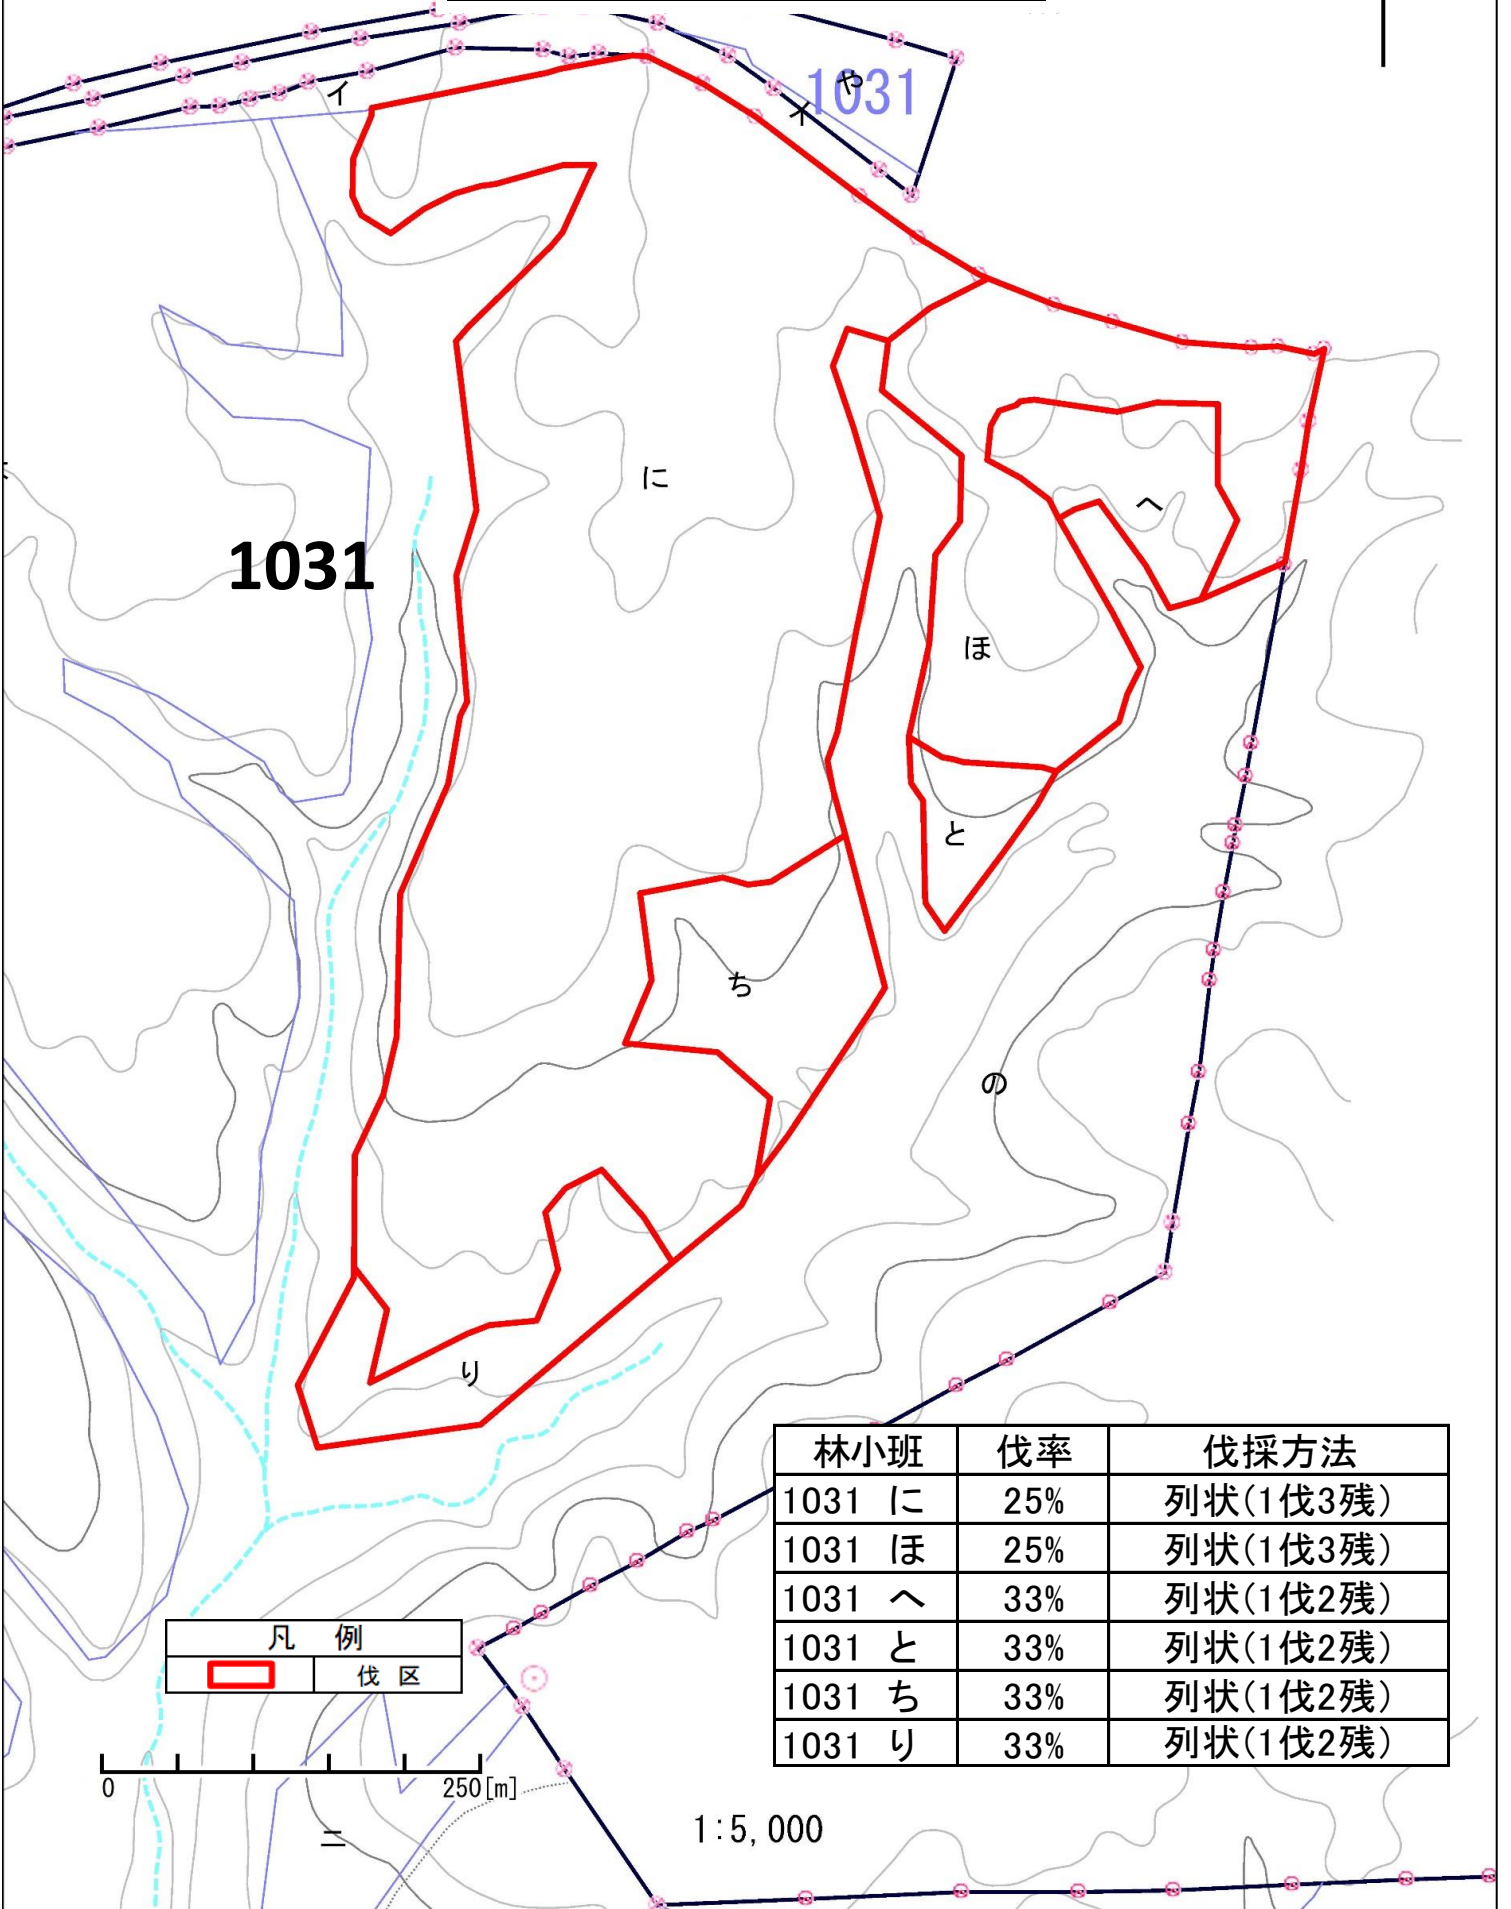 イ
や
1031
イ
に
へ
1031
ほ
と
ち
の
り
林小班 伐率 伐採方法
1031 に 25% 列状(1伐3残)
1031 ほ 25% 列状(1伐3残)
1031 へ 33% 列状(1伐2残)
1031 と 33% 列状(1伐2残)
1031 ち 33% 列状(1伐2残)
1031 り 33% 列状(1伐2残)
凡 例
伐 区
0 250[m]
1:5,000
ニ